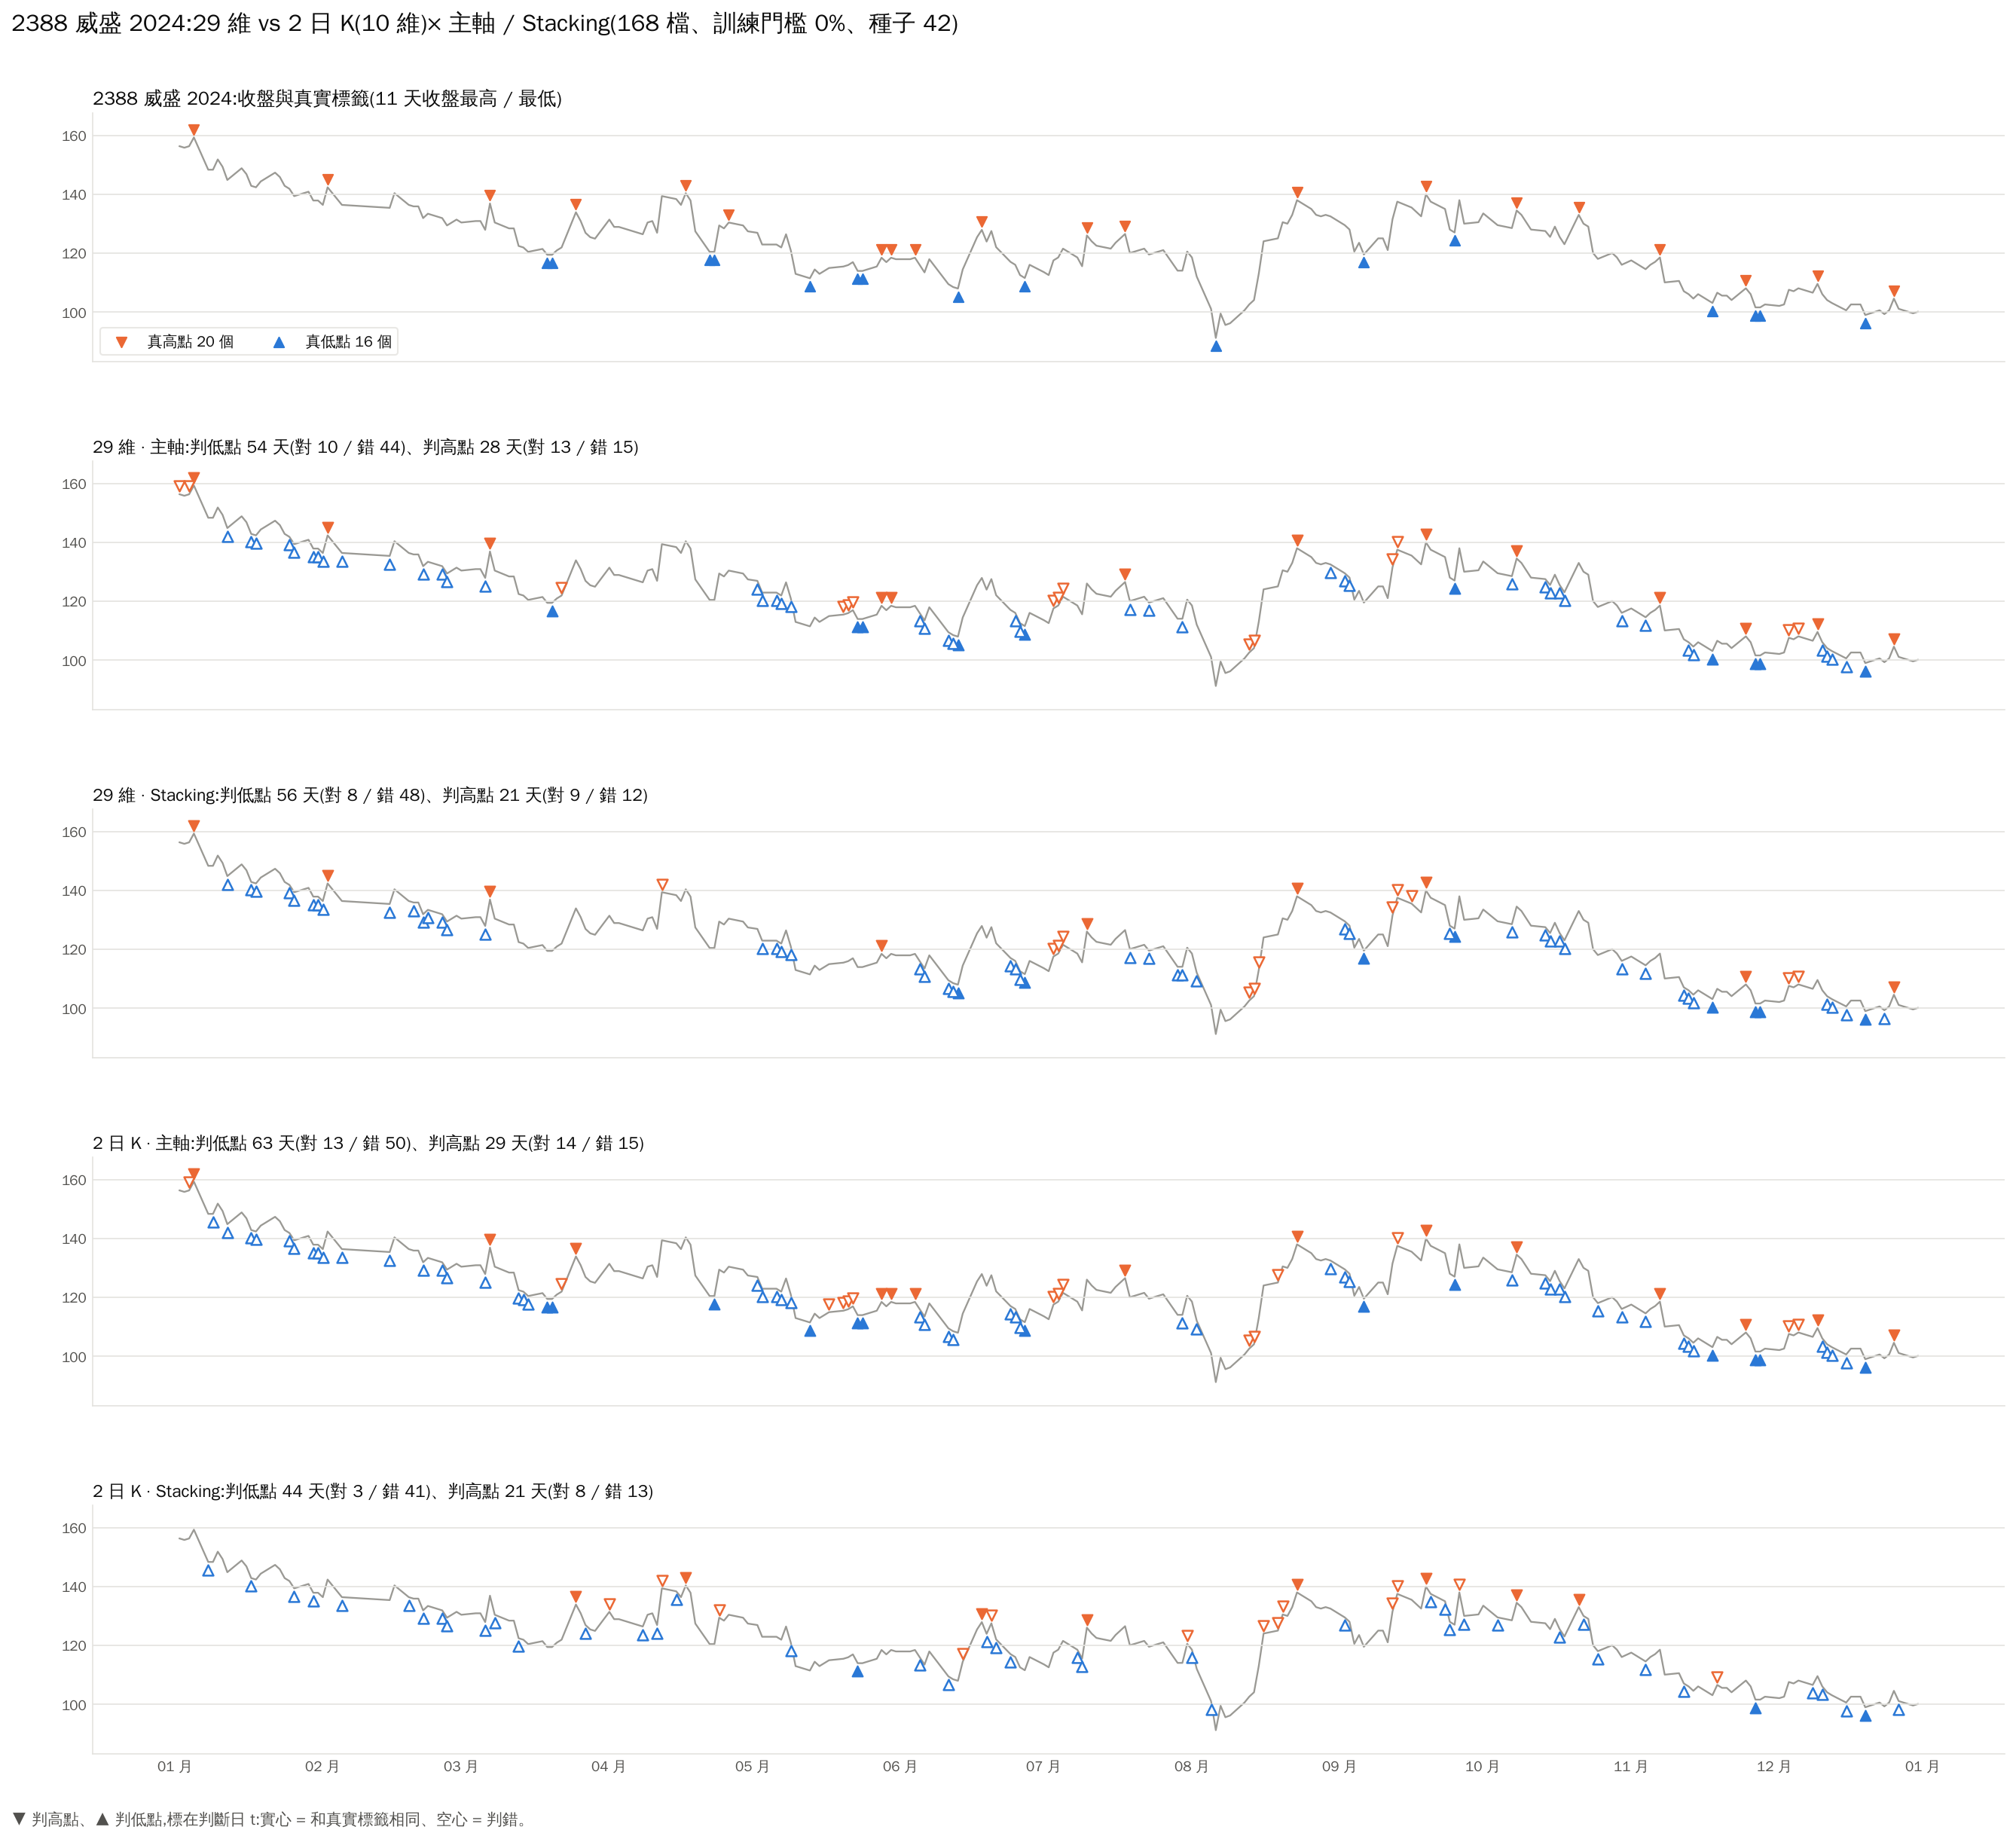 2388 威盛 2024:29 維 vs 2 日 K(10 維)× 主軸 / Stacking(168 檔、訓練門檻 0%、種子 42)
2388 威盛 2024:收盤與真實標籤(11 天收盤最高 / 最低)
160
140
120
100
真高點 20 個
真低點 16 個
29 維 · 主軸:判低點 54 天(對 10 / 錯 44)、判高點 28 天(對 13 / 錯 15)
160
140
120
100
29 維 · Stacking:判低點 56 天(對 8 / 錯 48)、判高點 21 天(對 9 / 錯 12)
160
140
120
100
2 日 K · 主軸:判低點 63 天(對 13 / 錯 50)、判高點 29 天(對 14 / 錯 15)
160
140
120
100
2 日 K · Stacking:判低點 44 天(對 3 / 錯 41)、判高點 21 天(對 8 / 錯 13)
160
140
120
100
01 月 02 月 03 月 04 月 05 月 06 月 07 月 08 月 09 月 10 月 11 月 12 月 01 月
▼ 判高點、▲ 判低點,標在判斷日 t:實心 = 和真實標籤相同、空心 = 判錯。